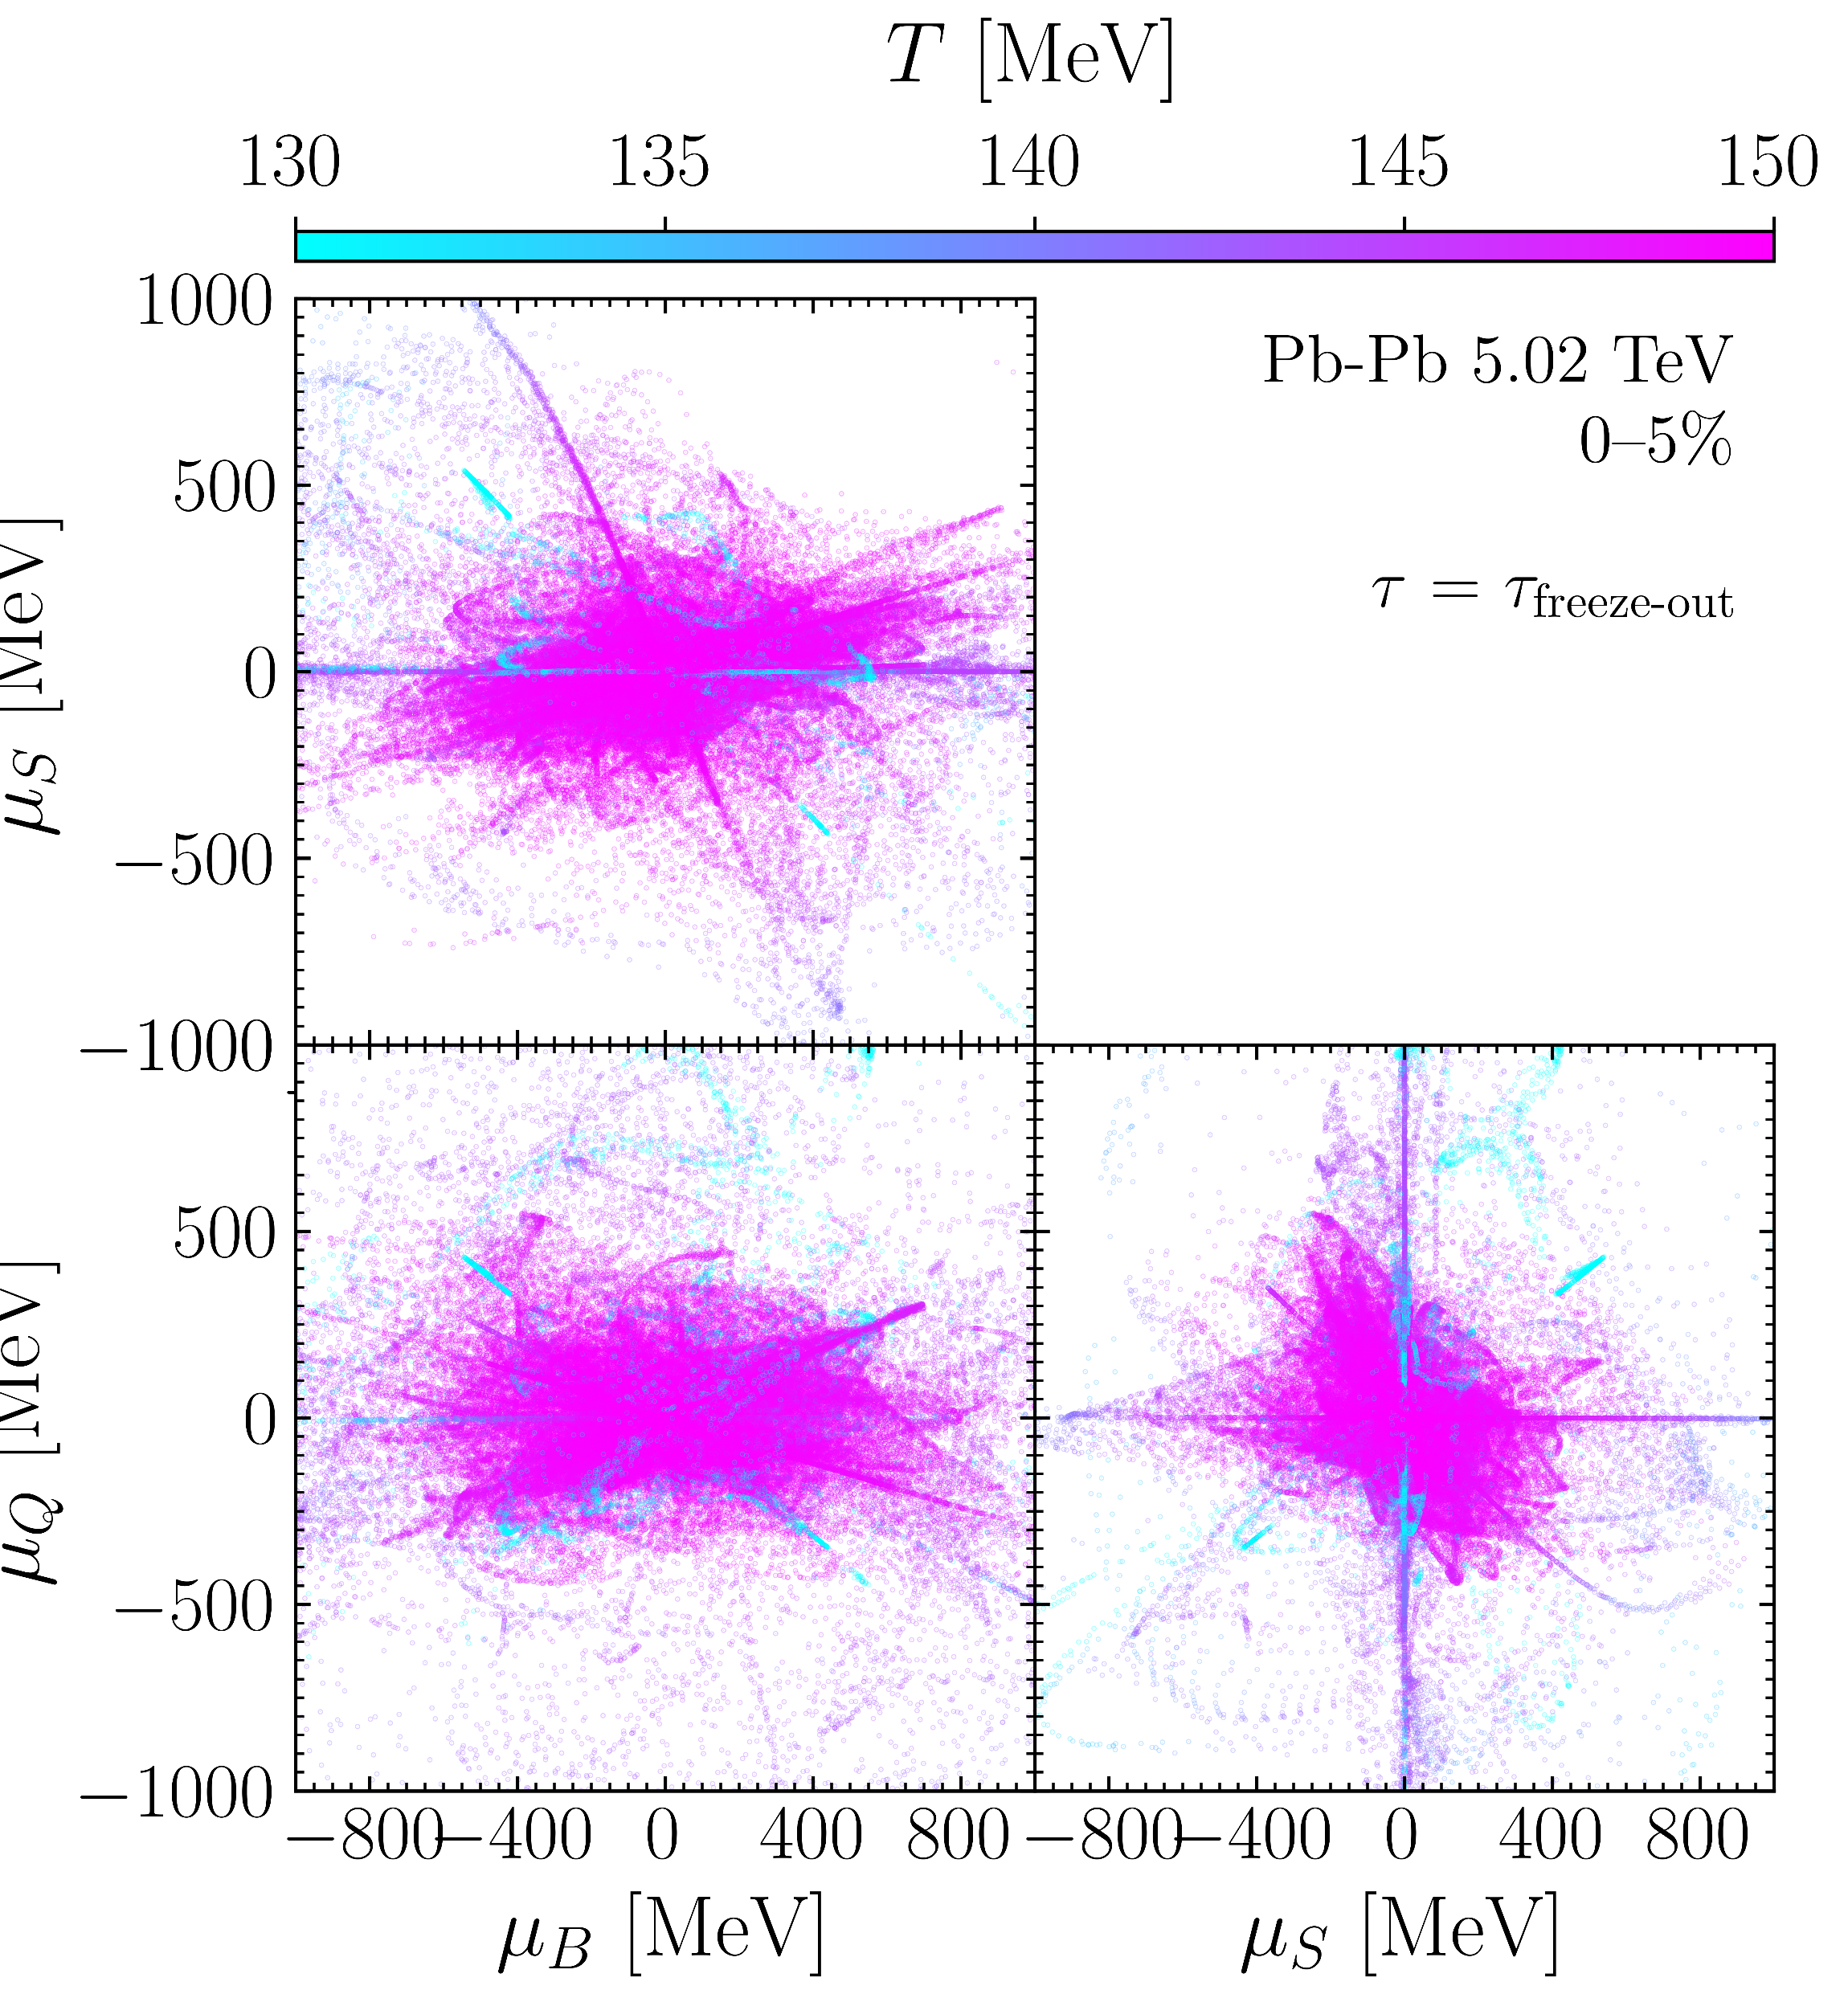 T [MeV]
130 135 140 145 150
1000
500
0
−500
−1000
μS [MeV]
Pb-Pb 5.02 TeV
0–5%
τ = τfreeze-out
500
0
−500
−1000
μQ [MeV]
−800 −400 0 400 800
−800 −400 0 400 800
μB [MeV]
μS [MeV]